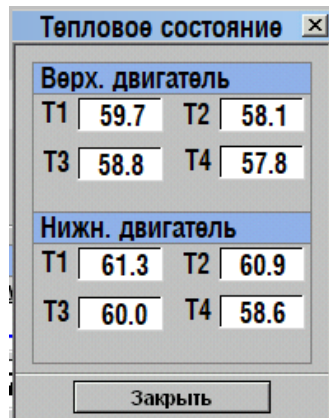 Тепловое состояние
Верх. двигатель
T1 59.7 T2 58.1
T3 58.8 T4 57.8
Нижн. двигатель
T1 61.3 T2 60.9
T3 60.0 T4 58.6
Закрыть